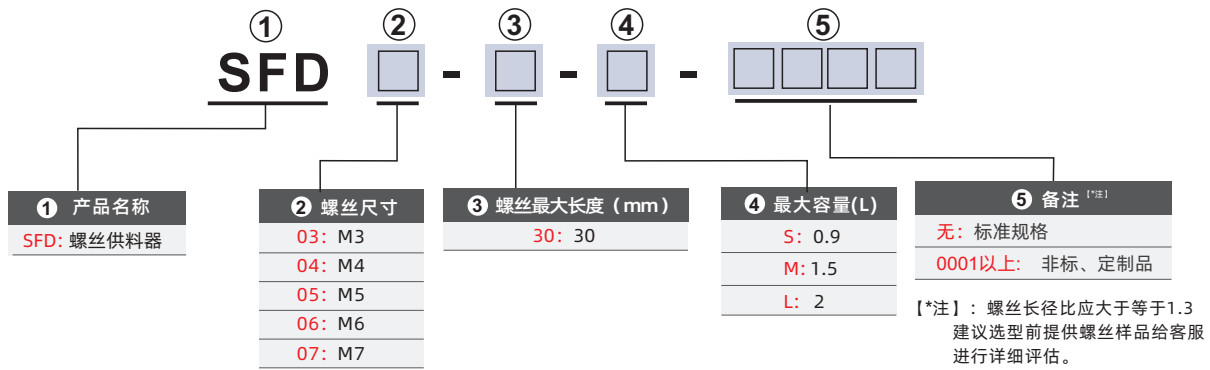 ① ② ③ ④ ⑤
SFD □ - □ - □ - □□□□
① 产品名称
SFD: 螺丝供料器
② 螺丝尺寸
03: M3
04: M4
05: M5
06: M6
07: M7
③ 螺丝最大长度（mm）
30: 30
④ 最大容量(L)
S: 0.9
M: 1.5
L: 2
⑤ 备注【*注】
无: 标准规格
0001以上: 非标、定制品
【*注】: 螺丝长径比应大于等于1.3
建议选型前提供螺丝样品给客服
进行详细评估。